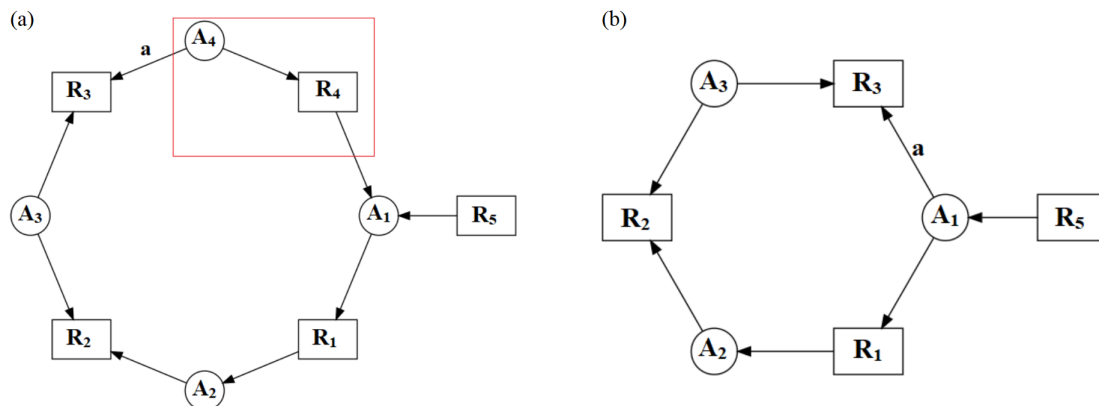 (a)
(b)
A₄
a
R₃
R₄
A₃
A₁
R₅
R₂
R₁
A₂
A₃
R₃
a
R₂
A₁
R₅
A₂
R₁